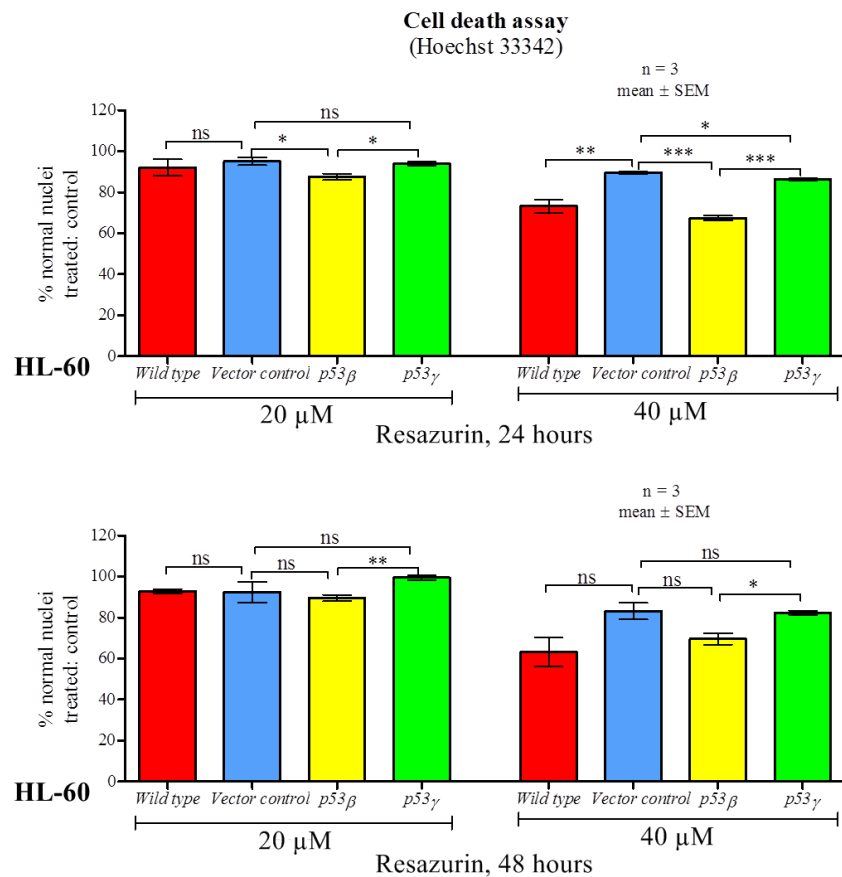 Cell death assay
(Hoechst 33342)
n = 3
mean ± SEM
% normal nuclei
treated: control
120
100
80
60
40
20
0
ns
ns
*
*
**
*
***
***
HL-60
Wild type Vector control p53β p53γ Wild type Vector control p53β p53γ
20 µM 40 µM
Resazurin, 24 hours
n = 3
mean ± SEM
% normal nuclei
treated: control
120
100
80
60
40
20
0
ns
ns
ns
**
ns
ns
ns
*
HL-60
Wild type Vector control p53β p53γ Wild type Vector control p53β p53γ
20 µM 40 µM
Resazurin, 48 hours